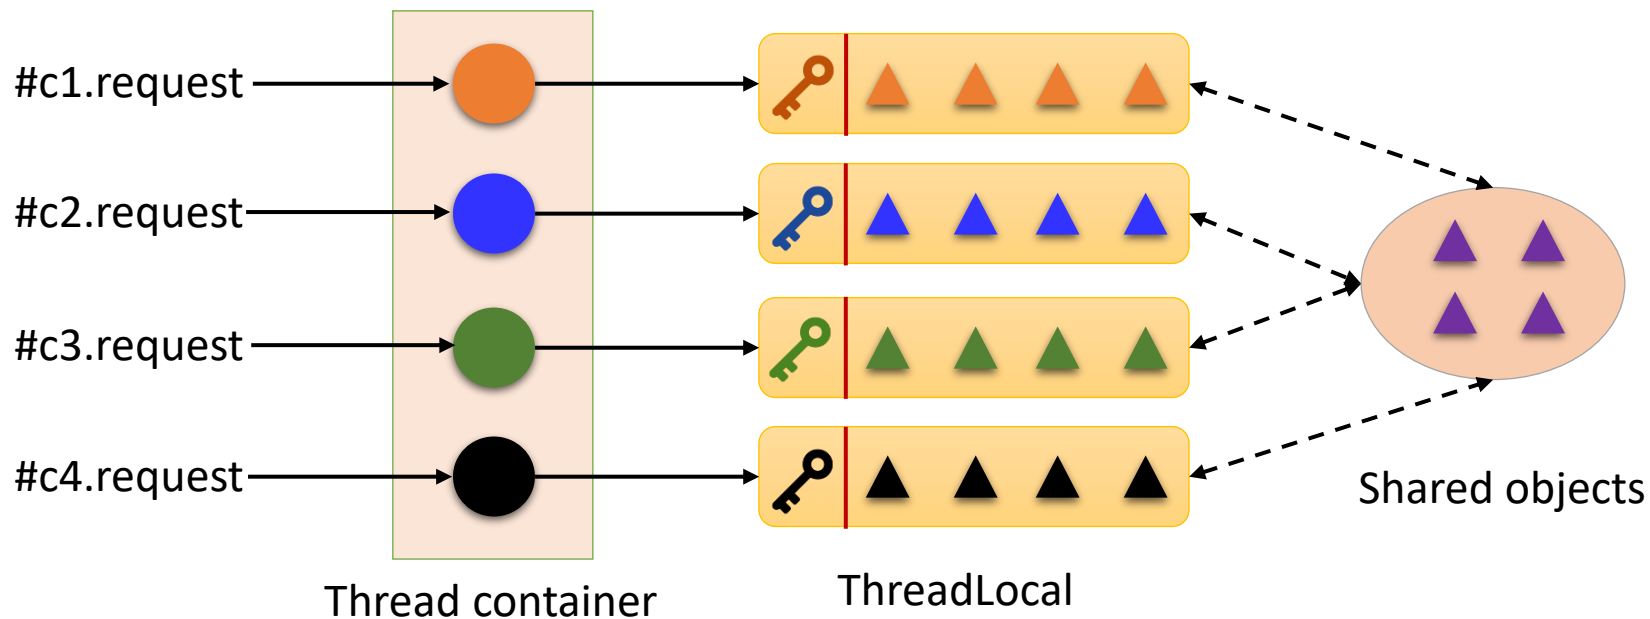 #c1.request
#c2.request
#c3.request
#c4.request
Thread container
ThreadLocal
Shared objects